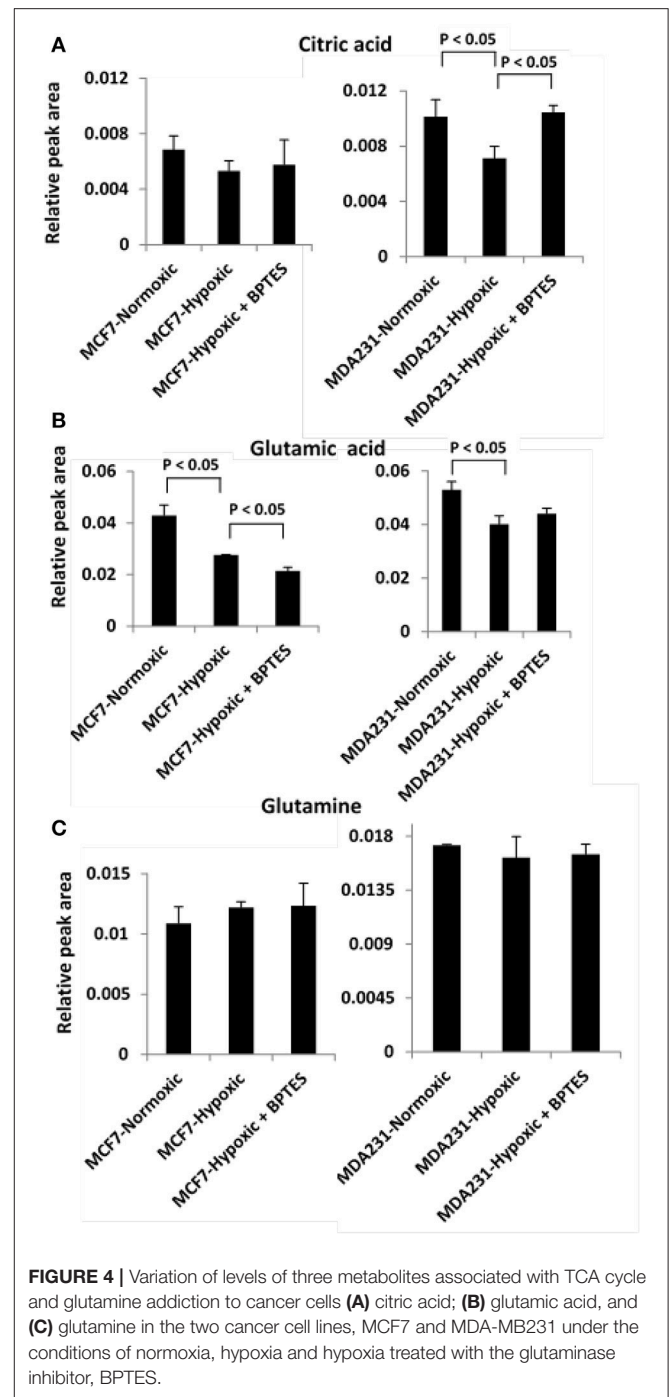 A
Citric acid
P < 0.05
P < 0.05
Relative peak area
0.012
0.008
0.004
0
MCF7-Normoxic
MCF7-Hypoxic
MCF7-Hypoxic + BPTES
0.012
0.008
0.004
0
MDA231-Normoxic
MDA231-Hypoxic
MDA231-Hypoxic + BPTES
B
Glutamic acid
P < 0.05
P < 0.05
Relative peak area
0.06
0.04
0.02
0
MCF7-Normoxic
MCF7-Hypoxic
MCF7-Hypoxic + BPTES
P < 0.05
0.06
0.04
0.02
0
MDA231-Normoxic
MDA231-Hypoxic
MDA231-Hypoxic + BPTES
C
Glutamine
Relative peak area
0.015
0.01
0.005
0
MCF7-Normoxic
MCF7-Hypoxic
MCF7-Hypoxic + BPTES
0.018
0.0135
0.009
0.0045
0
MDA231-Normoxic
MDA231-Hypoxic
MDA231-Hypoxic + BPTES
FIGURE 4 | Variation of levels of three metabolites associated with TCA cycle
and glutamine addiction to cancer cells (A) citric acid; (B) glutamic acid, and
(C) glutamine in the two cancer cell lines, MCF7 and MDA-MB231 under the
conditions of normoxia, hypoxia and hypoxia treated with the glutaminase
inhibitor, BPTES.